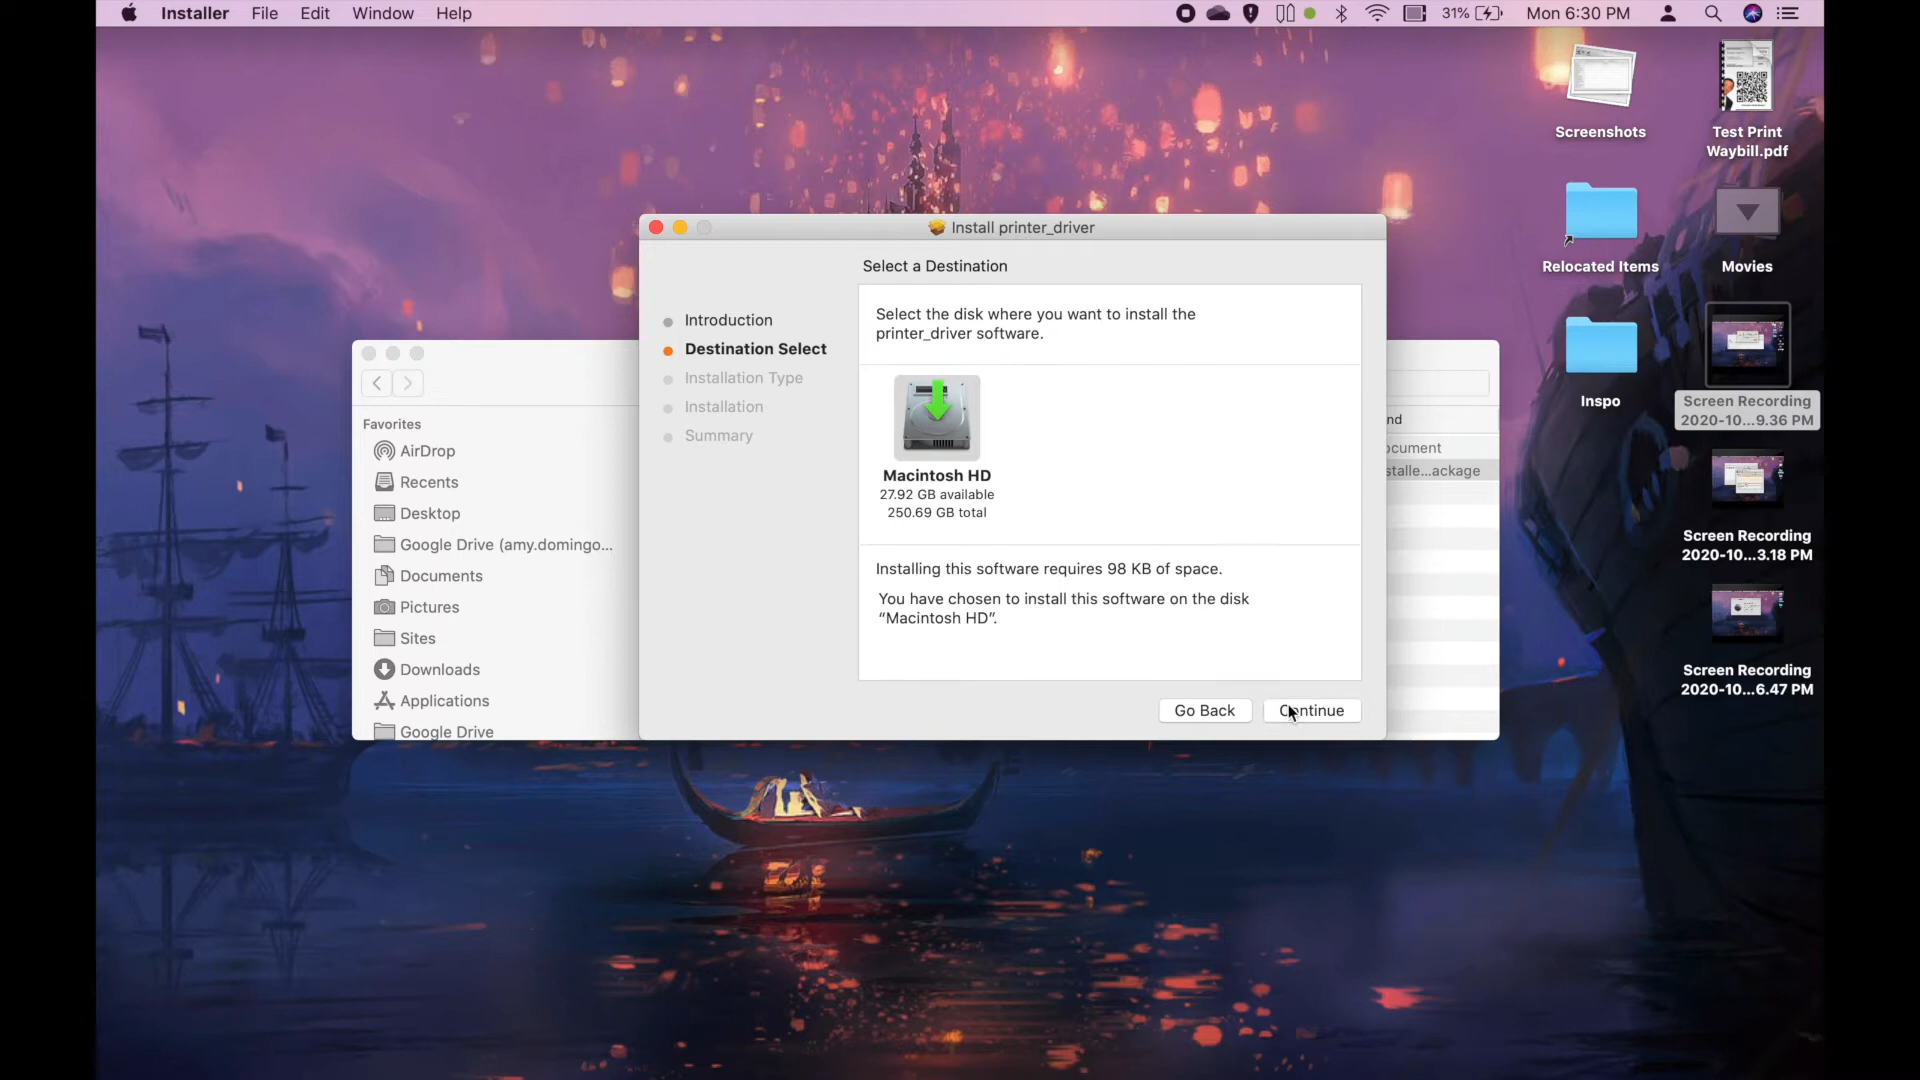 Installer File Edit Window Help 31% Mon 6:30 PM
Screenshots
Test Print
Waybill.pdf
Relocated Items
Movies
Inspo
Screen Recording
2020-10...9.36 PM
Screen Recording
2020-10...3.18 PM
Screen Recording
2020-10...6.47 PM
Favorites
AirDrop
Recents
Desktop
Google Drive (amy.domingo...
Documents
Pictures
Sites
Downloads
Applications
Google Drive
Install printer_driver
Select a Destination
Introduction
Destination Select
Installation Type
Installation
Summary
Select the disk where you want to install the
printer_driver software.
Macintosh HD
27.92 GB available
250.69 GB total
Installing this software requires 98 KB of space.
You have chosen to install this software on the disk
“Macintosh HD”.
Go Back Continue
nd
ocument
stalle...ackage